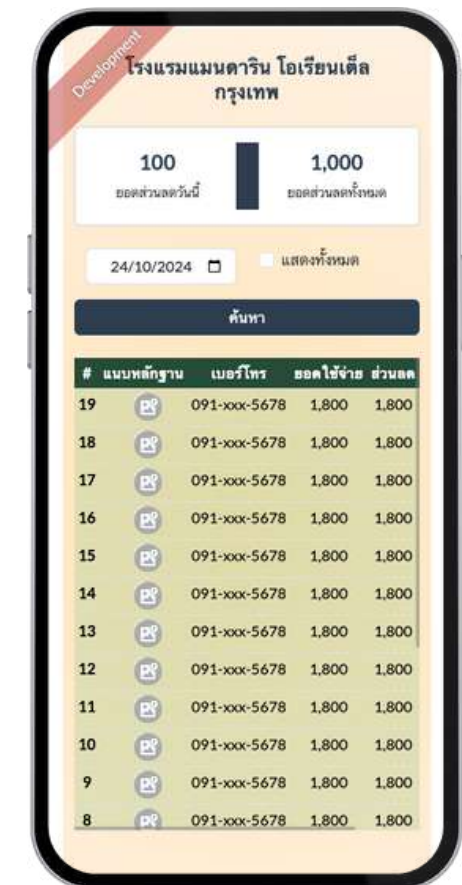 Development
โรงแรมแมนดาริน โอเรียนเต็ล
กรุงเทพ
100
1,000
ยอดส่วนลดวันนี้
ยอดส่วนลดทั้งหมด
24/10/2024
แสดงทั้งหมด
ค้นหา
# แนบหลักฐาน เบอร์โทร ยอดใช้จ่าย ส่วนลด
19 091-xxx-5678 1,800 1,800
18 091-xxx-5678 1,800 1,800
17 091-xxx-5678 1,800 1,800
16 091-xxx-5678 1,800 1,800
15 091-xxx-5678 1,800 1,800
14 091-xxx-5678 1,800 1,800
13 091-xxx-5678 1,800 1,800
12 091-xxx-5678 1,800 1,800
11 091-xxx-5678 1,800 1,800
10 091-xxx-5678 1,800 1,800
9 091-xxx-5678 1,800 1,800
8 091-xxx-5678 1,800 1,800